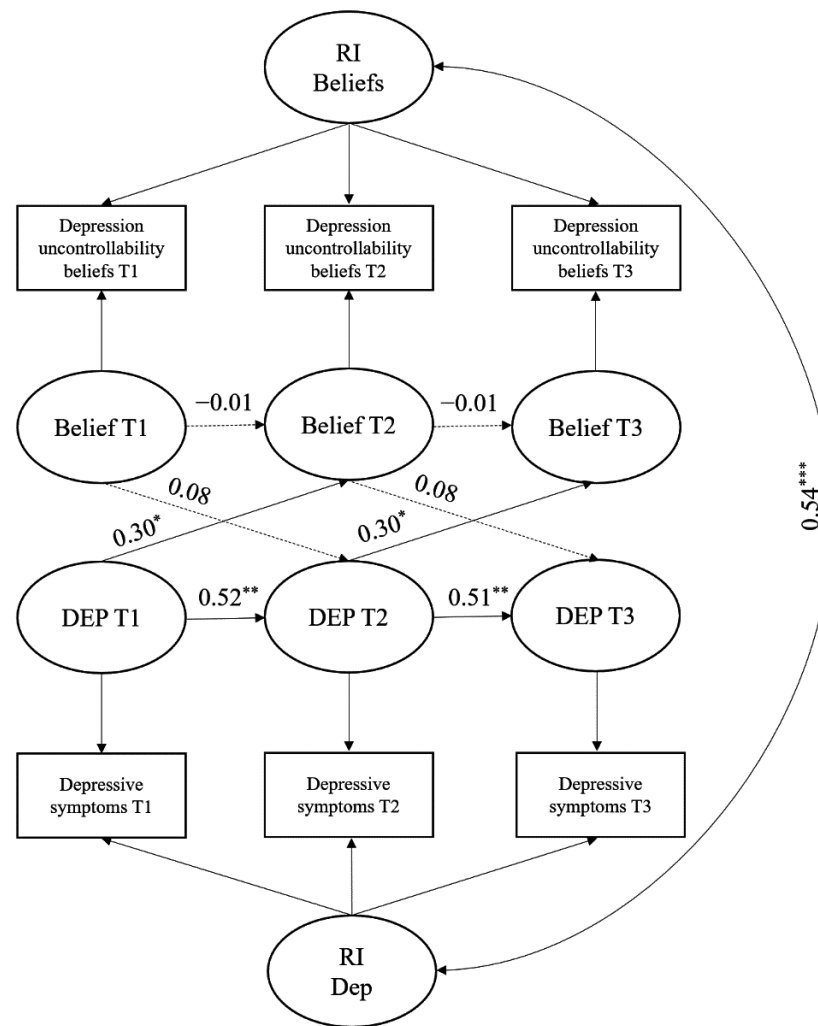 RI
Beliefs
Depression
uncontrollability
beliefs T1
Depression
uncontrollability
beliefs T2
Depression
uncontrollability
beliefs T3
Belief T1
−0.01
Belief T2
−0.01
Belief T3
0.08
0.30*
0.08
0.30*
0.54***
DEP T1
0.52**
DEP T2
0.51**
DEP T3
Depressive
symptoms T1
Depressive
symptoms T2
Depressive
symptoms T3
RI
Dep